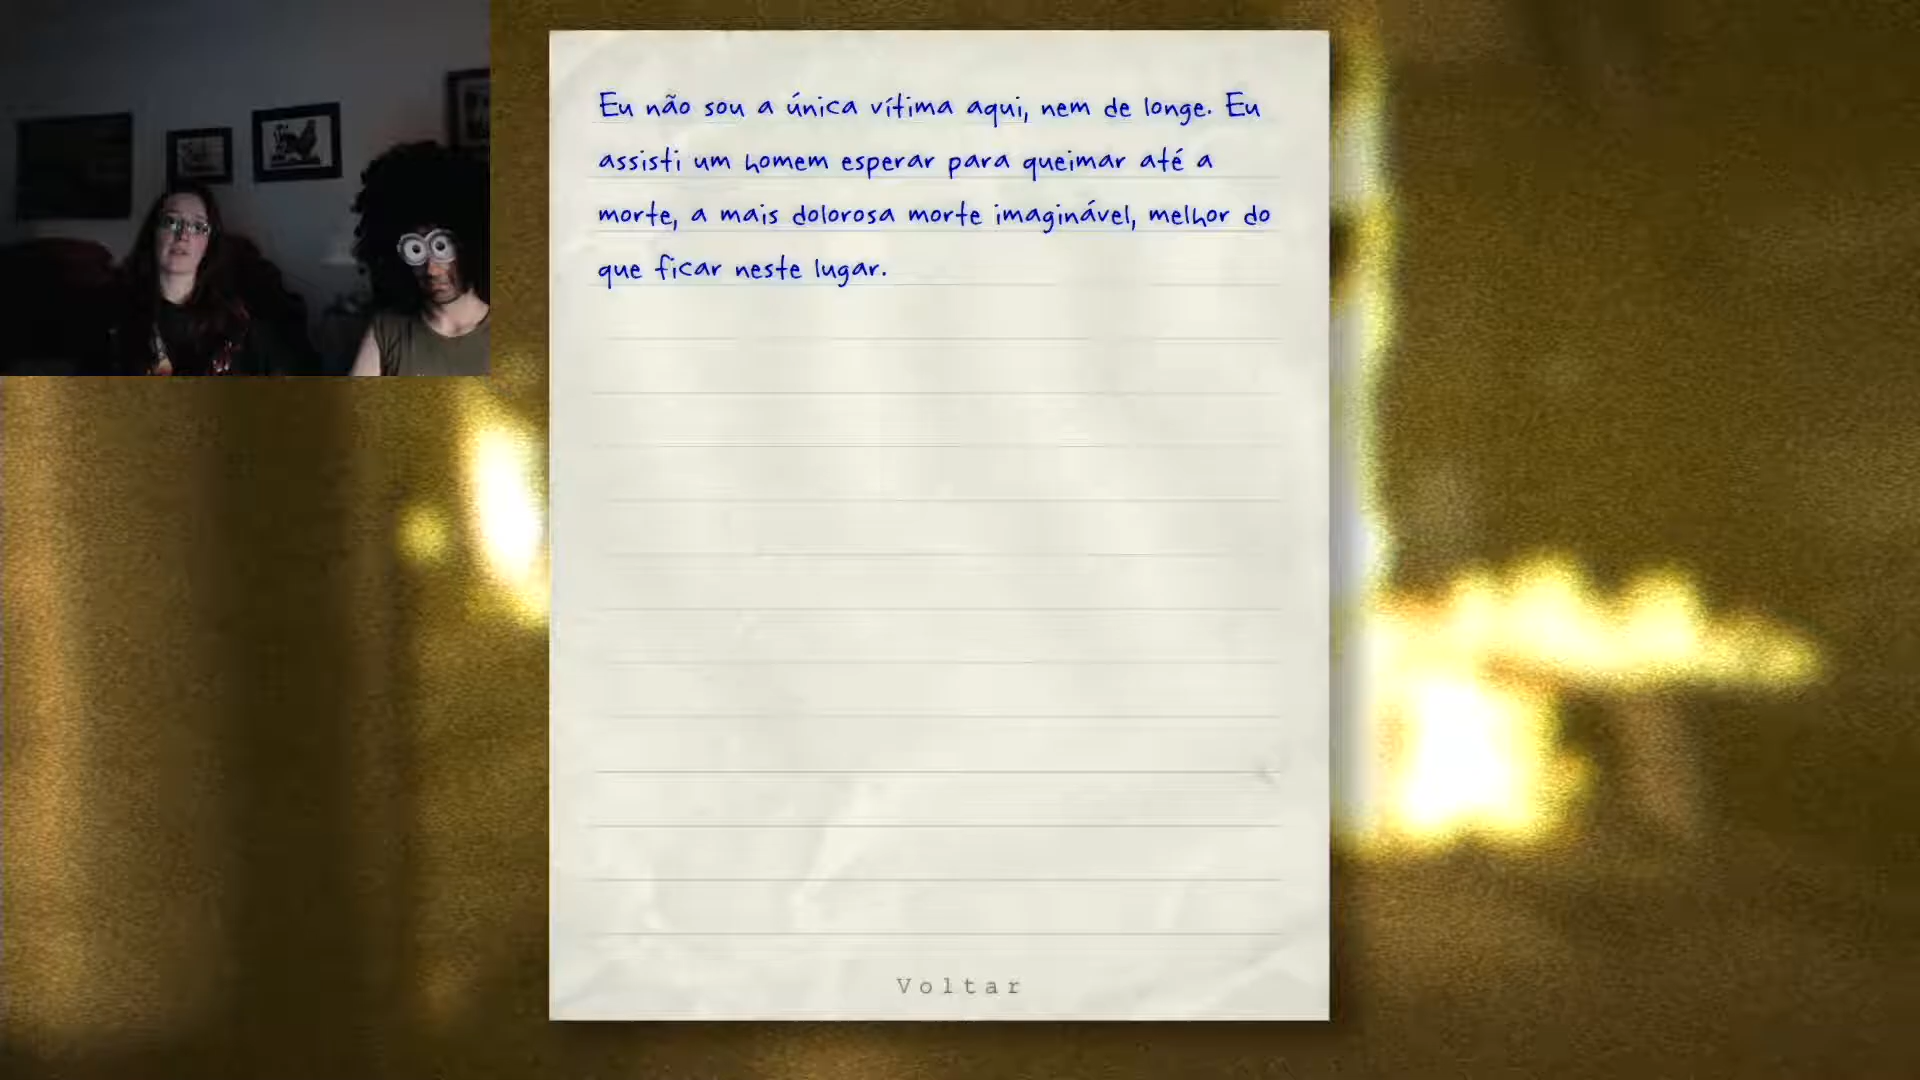 Eu não sou a única vítima aqui, nem de longe. Eu
assisti um homem esperar para queimar até a
morte, a mais dolorosa morte imaginável, melhor do
que ficar neste lugar.
Voltar